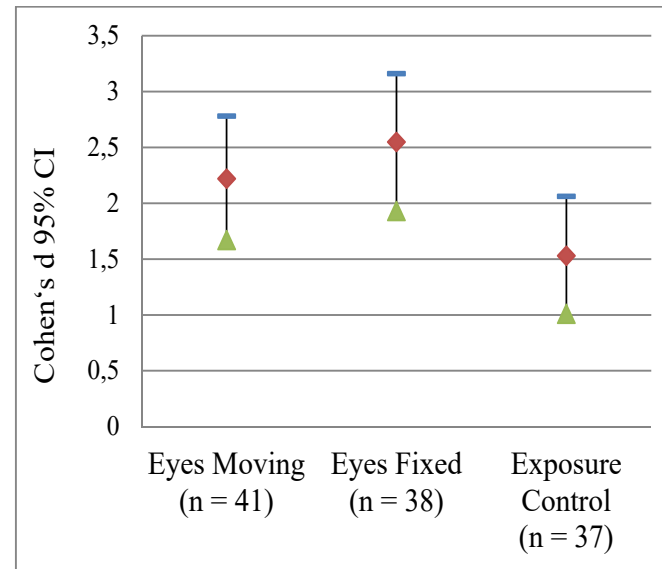 Cohen‘s d 95% CI
3,5
3
2,5
2
1,5
1
0,5
0
Eyes Moving
(n = 41)
Eyes Fixed
(n = 38)
Exposure
Control
(n = 37)